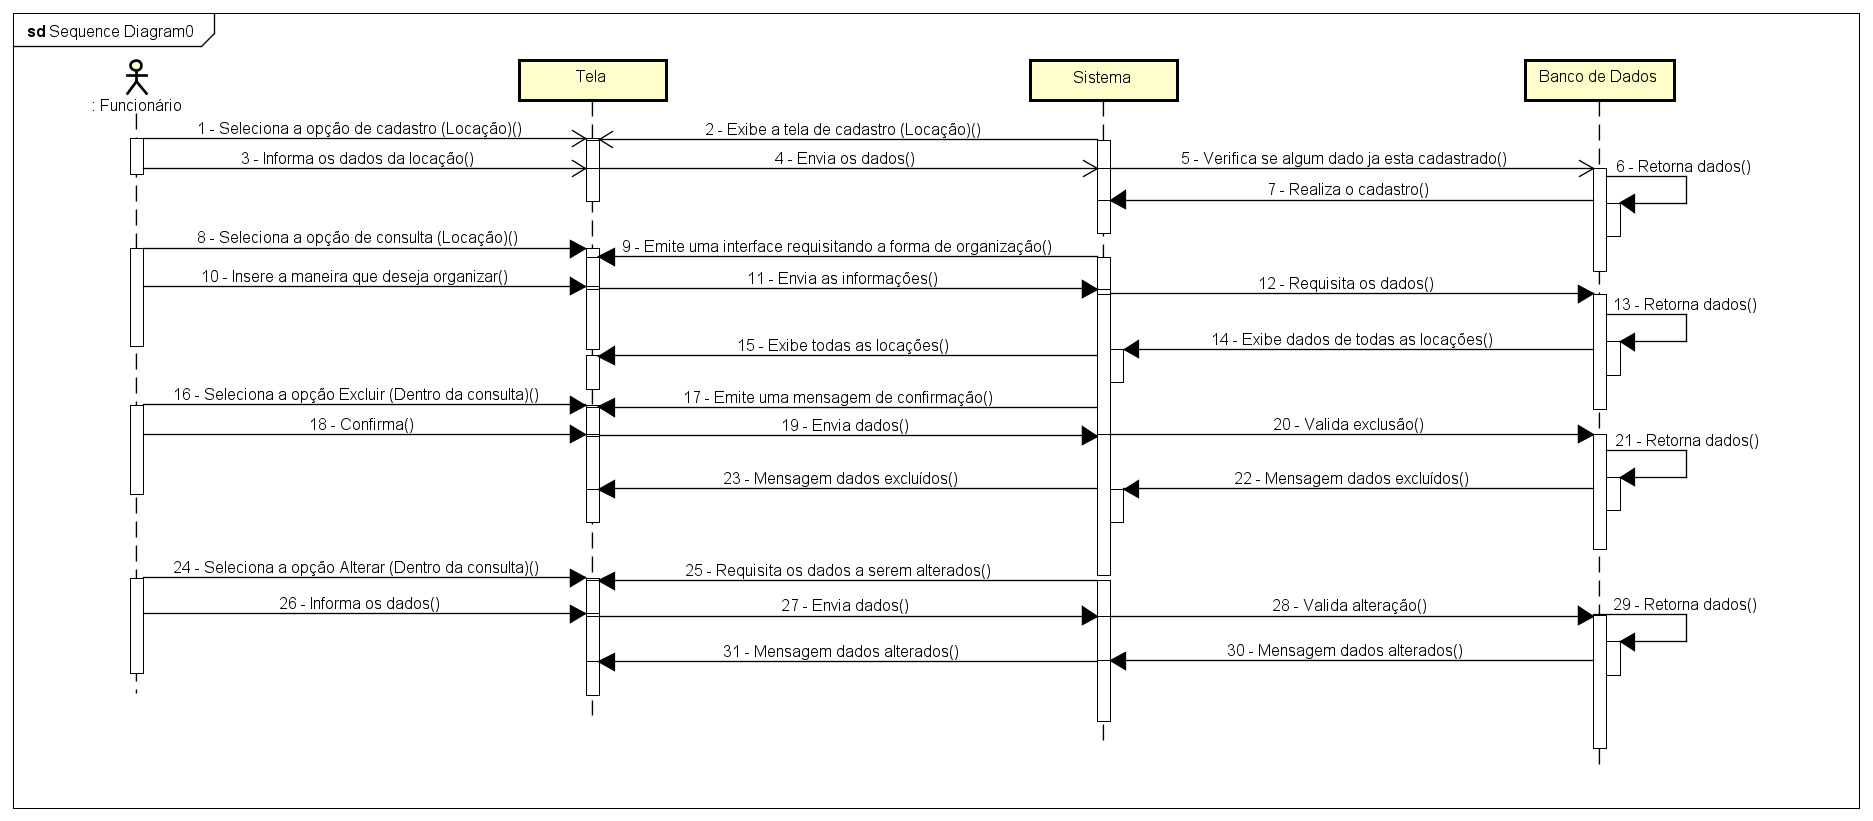 sd Sequence Diagram0
: Funcionário
Tela
Sistema
Banco de Dados
1 - Seleciona a opção de cadastro (Locação)()
2 - Exibe a tela de cadastro (Locação)()
3 - Informa os dados da locação()
4 - Envia os dados()
5 - Verifica se algum dado ja esta cadastrado()
6 - Retorna dados()
7 - Realiza o cadastro()
8 - Seleciona a opção de consulta (Locação)()
9 - Emite uma interface requisitando a forma de organização()
10 - Insere a maneira que deseja organizar()
11 - Envia as informações()
12 - Requisita os dados()
13 - Retorna dados()
14 - Exibe dados de todas as locações()
15 - Exibe todas as locações()
16 - Seleciona a opção Excluir (Dentro da consulta)()
17 - Emite uma mensagem de confirmação()
18 - Confirma()
19 - Envia dados()
20 - Valida exclusão()
21 - Retorna dados()
22 - Mensagem dados excluídos()
23 - Mensagem dados excluídos()
24 - Seleciona a opção Alterar (Dentro da consulta)()
25 - Requisita os dados a serem alterados()
26 - Informa os dados()
27 - Envia dados()
28 - Valida alteração()
29 - Retorna dados()
30 - Mensagem dados alterados()
31 - Mensagem dados alterados()